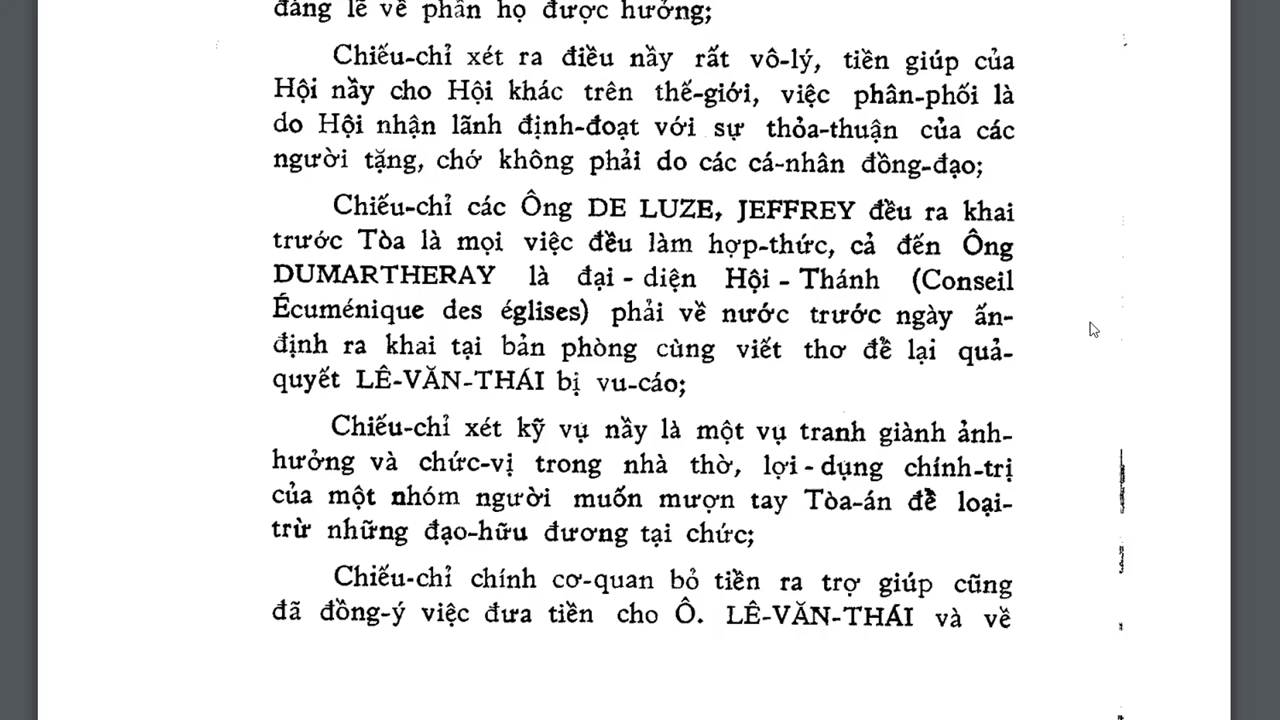 đáng lẽ về phần họ được hưởng;
Chiếu-chỉ xét ra điều nầy rất vô-lý, tiền giúp của
Hội nầy cho Hội khác trên thế-giới, việc phân-phối là
do Hội nhận lãnh định-đoạt với sự thỏa-thuận của các
người tặng, chớ không phải do các cá-nhân đồng-đạo;
Chiếu-chỉ các Ông DE LUZE, JEFFREY đều ra khai
trước Tòa là mọi việc đều làm hợp-thức, cả đến Ông
DUMARTHERAY là đại - diện Hội - Thánh (Conseil
Écuménique des églises) phải về nước trước ngày ấn-
định ra khai tại bản phòng cùng viết thơ để lại quả-
quyết LÊ-VĂN-THÁI bị vu-cáo;
Chiếu-chỉ xét kỹ vụ nầy là một vụ tranh giành ảnh-
hưởng và chức-vị trong nhà thờ, lợi - dụng chính-trị
của một nhóm người muốn mượn tay Tòa-án để loại-
trừ những đạo-hữu đương tại chức;
Chiếu-chỉ chính cơ-quan bỏ tiền ra trợ giúp cũng
đã đồng-ý việc đưa tiền cho Ô. LÊ-VĂN-THÁI và về